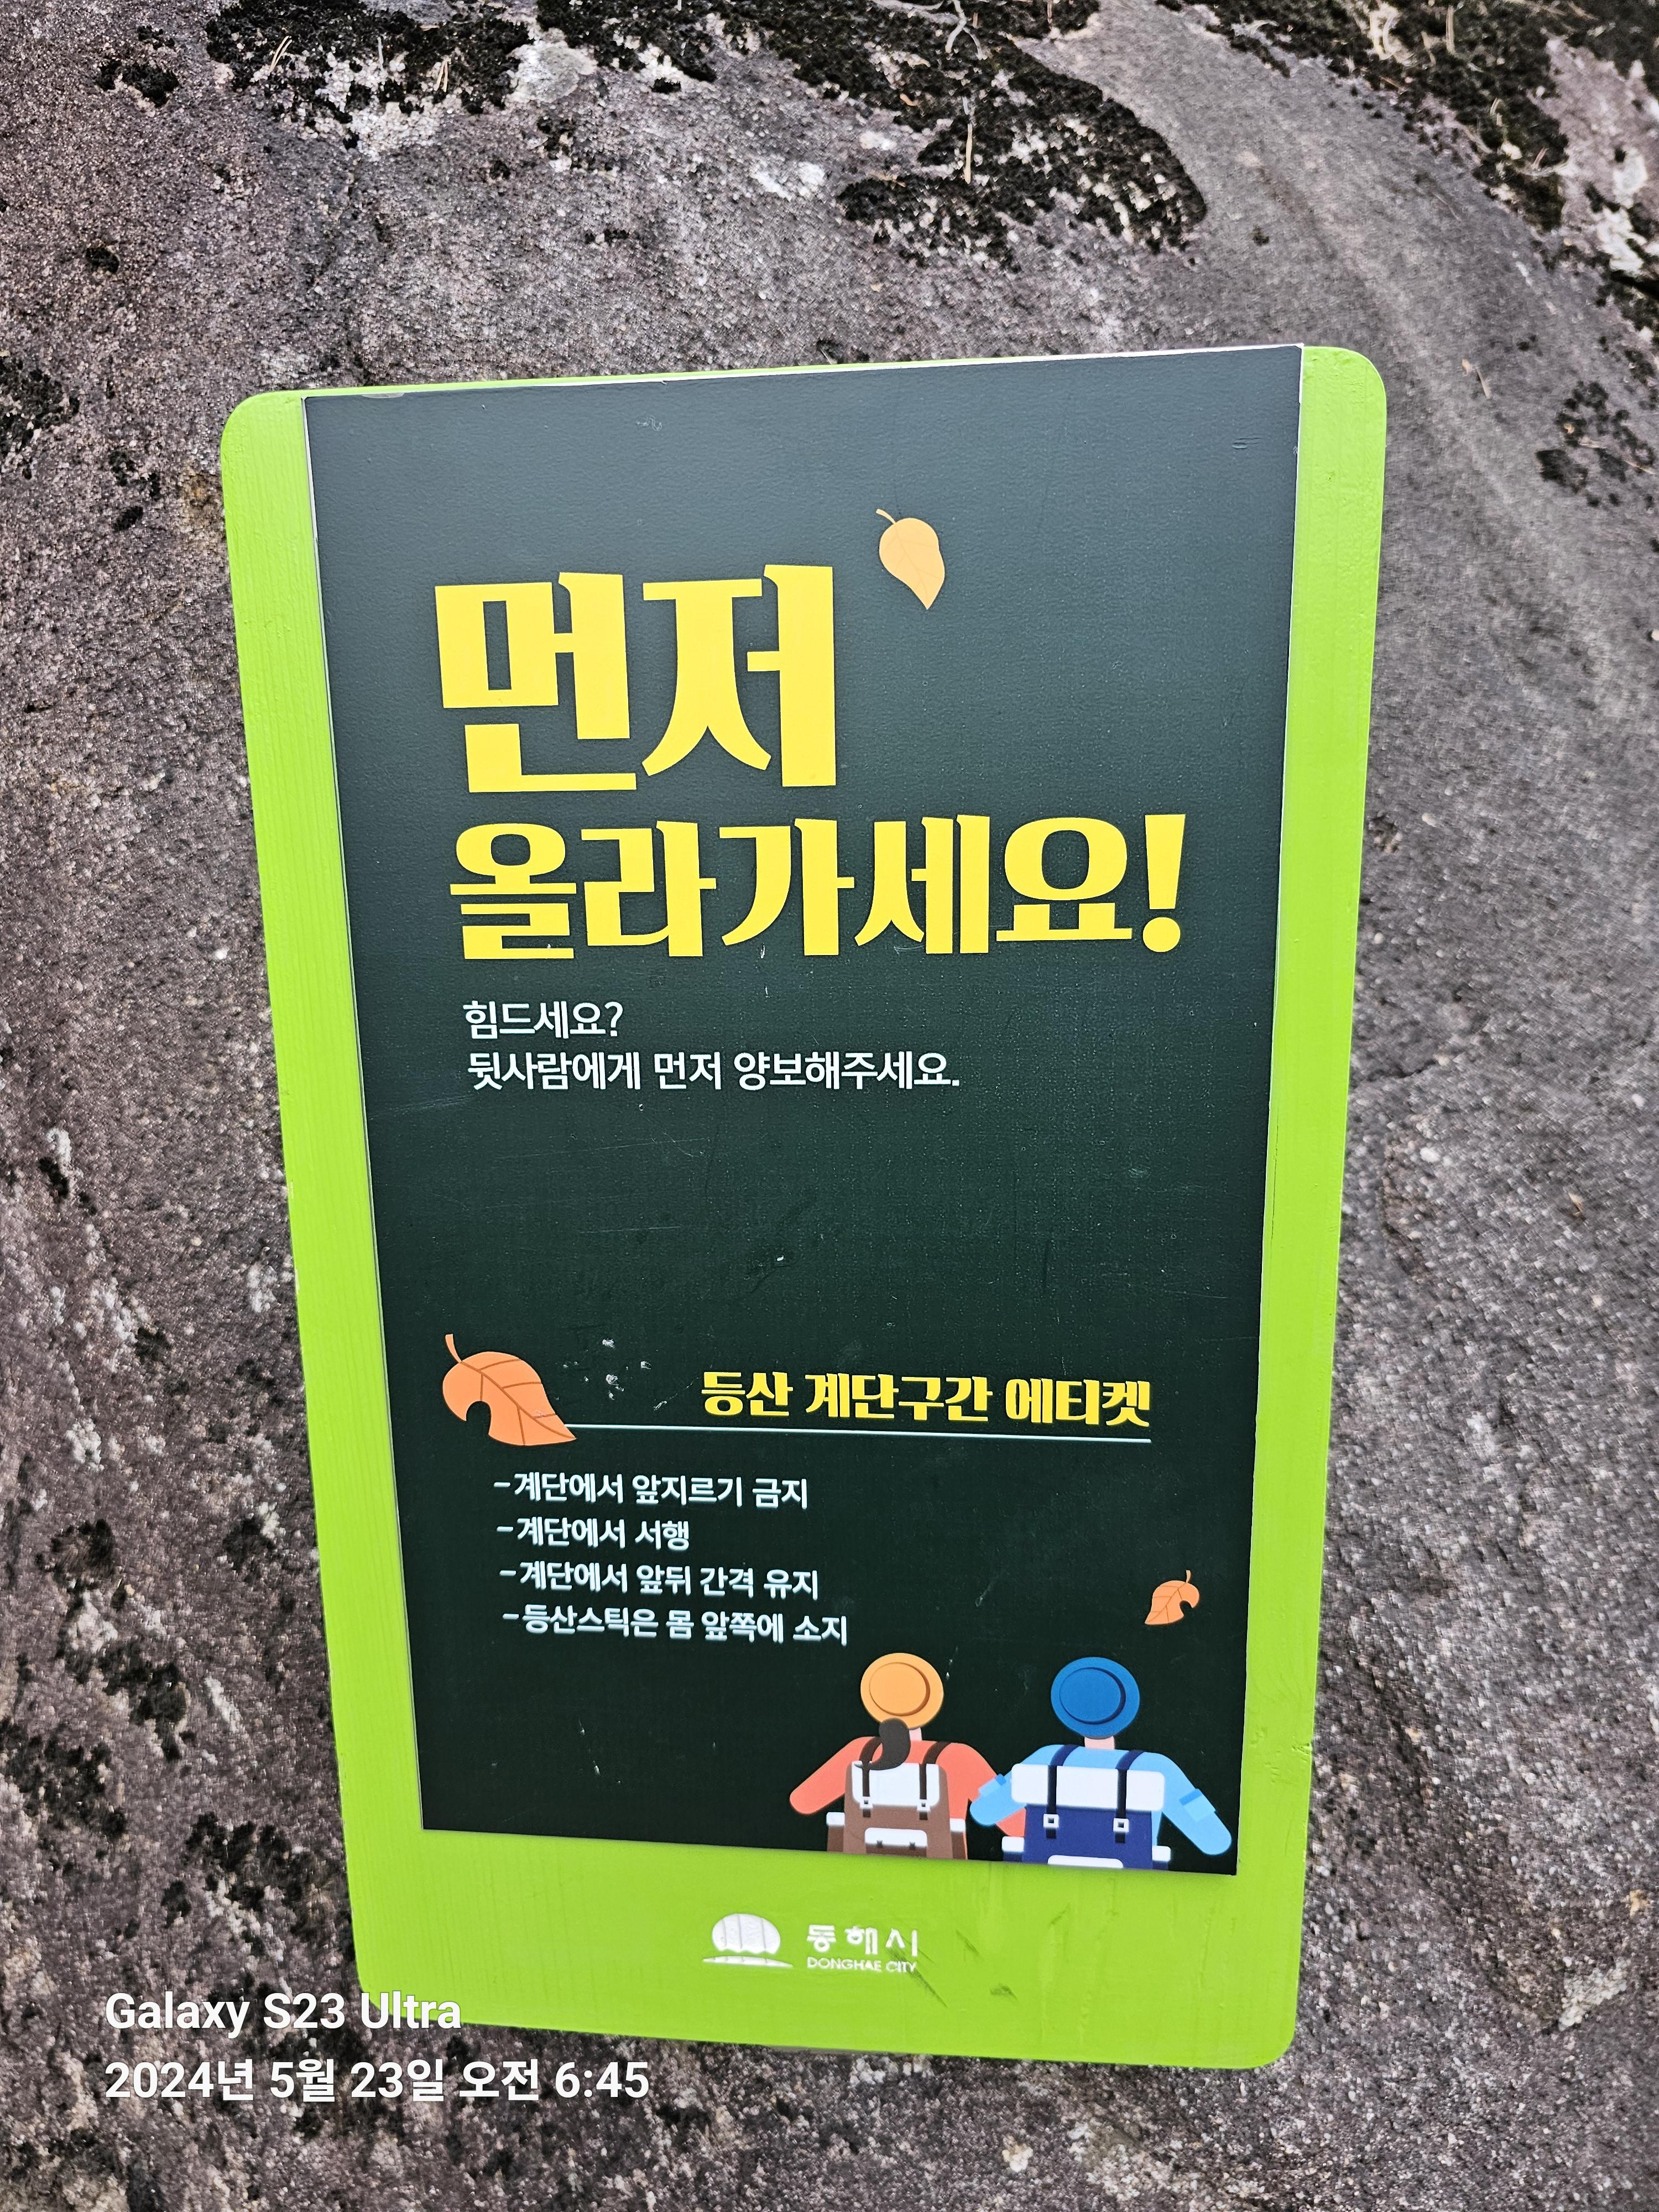 먼저
올라가세요!
힘드세요?
뒷사람에게 먼저 양보해주세요.
등산 계단구간 에티켓
-계단에서 앞지르기 금지
-계단에서 서행
-계단에서 앞뒤 간격 유지
-등산스틱은 몸 앞쪽에 소지
동해시
DONGHAE CITY
Galaxy S23 Ultra
2024년 5월 23일 오전 6:45